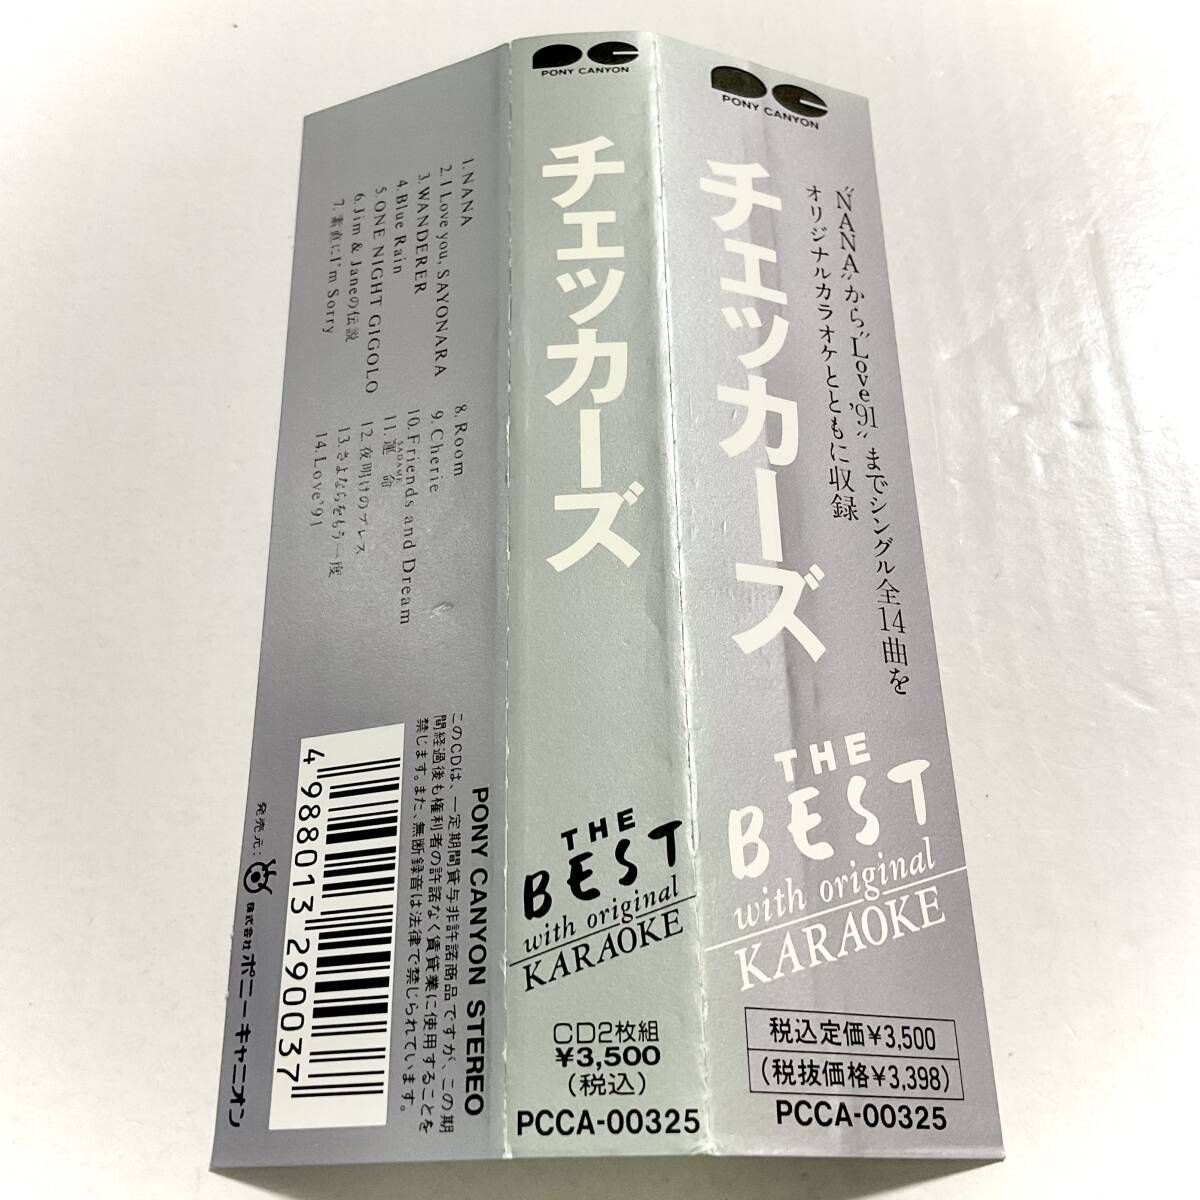 PONY CANYON
チェッカーズ
"NANA"から"Love '91"までシングル全14曲を
オリジナルカラオケとともに収録
THE
BEST
with original
KARAOKE
税込定価¥3,500
(税抜価格¥3,398)
PCCA-00325
PONY CANYON
チェッカーズ
THE
BEST
with original
KARAOKE
CD2枚組
¥3,500
(税込)
PCCA-00325
1. NANA
2. I Love you, SAYONARA
3. WANDERER
4. Blue Rain
5. ONE NIGHT GIGOLO
6. Jim & Janeの伝説
7. 素直にI'm Sorry
8. Room
9. Cherie
10. Friends and Dream
SADAME
11. 運命
12. 夜明けのブレス
13. さよならをもう一度
14. Love '91
PONY CANYON STEREO
このCDは、一定期間貸与非許諾商品ですが、この期
間経過後も権利者の許諾なく賃貸業に使用することを
禁じます。また、無断録音は法律で禁じられています。
4 988013 290037
発売元:株式会社ポニーキャニオン